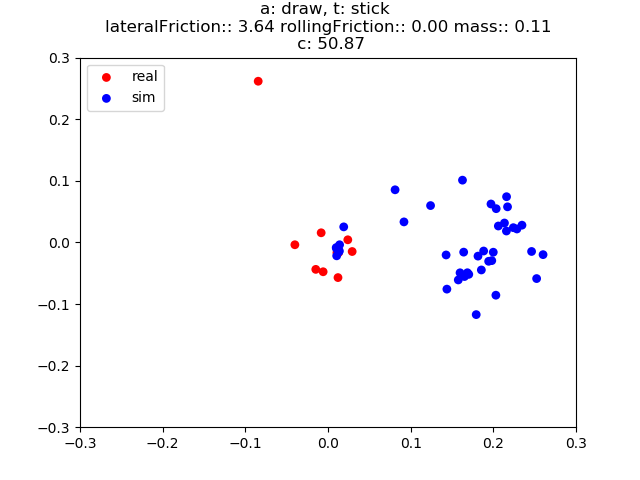 a: draw, t: stick
lateralFriction:: 3.64 rollingFriction:: 0.00 mass:: 0.11
c: 50.87
real
sim
0.3
0.2
0.1
0.0
−0.1
−0.2
−0.3
−0.3
−0.2
−0.1
0.0
0.1
0.2
0.3